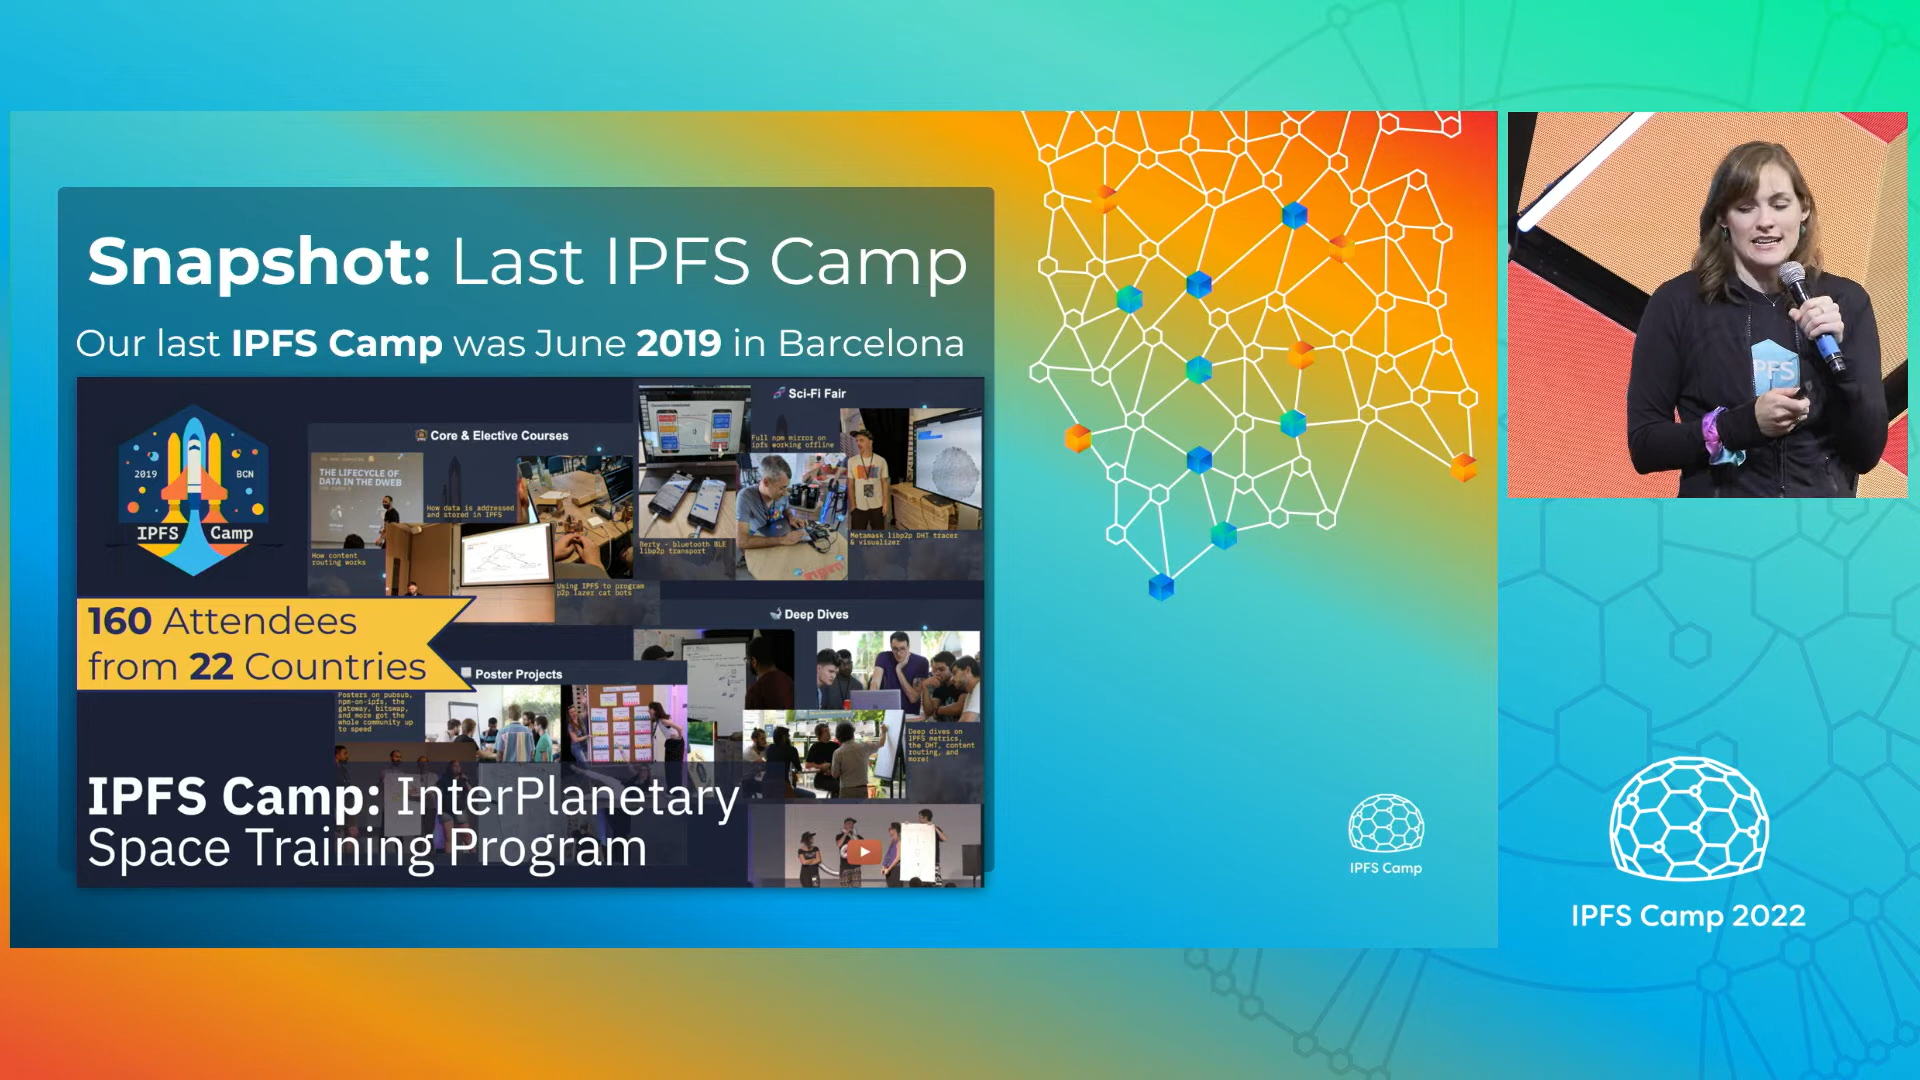 Snapshot: Last IPFS Camp
Our last IPFS Camp was June 2019 in Barcelona
2019
BCN
IPFS Camp
Core & Elective Courses
THE LIFECYCLE OF
DATA IN THE DWEB
How data is addressed
and stored in IPFS
How content
routing works
Using IPFS to program
p2p lazer cat bots
Sci-Fi Fair
Full npm mirror on
ipfs working offline
Berty - bluetooth BLE
libp2p transport
Metamask libp2p DHT tracer
& visualizer
160 Attendees
from 22 Countries
Poster Projects
Posters on pubsub,
npm-on-ipfs, the
gateway, bitswap,
and more got the
whole community up
to speed
Deep Dives
Deep dives on
IPFS metrics,
the DHT, content
routing, and
more!
IPFS Camp: InterPlanetary
Space Training Program
IPFS Camp
IPFS
IPFS Camp 2022